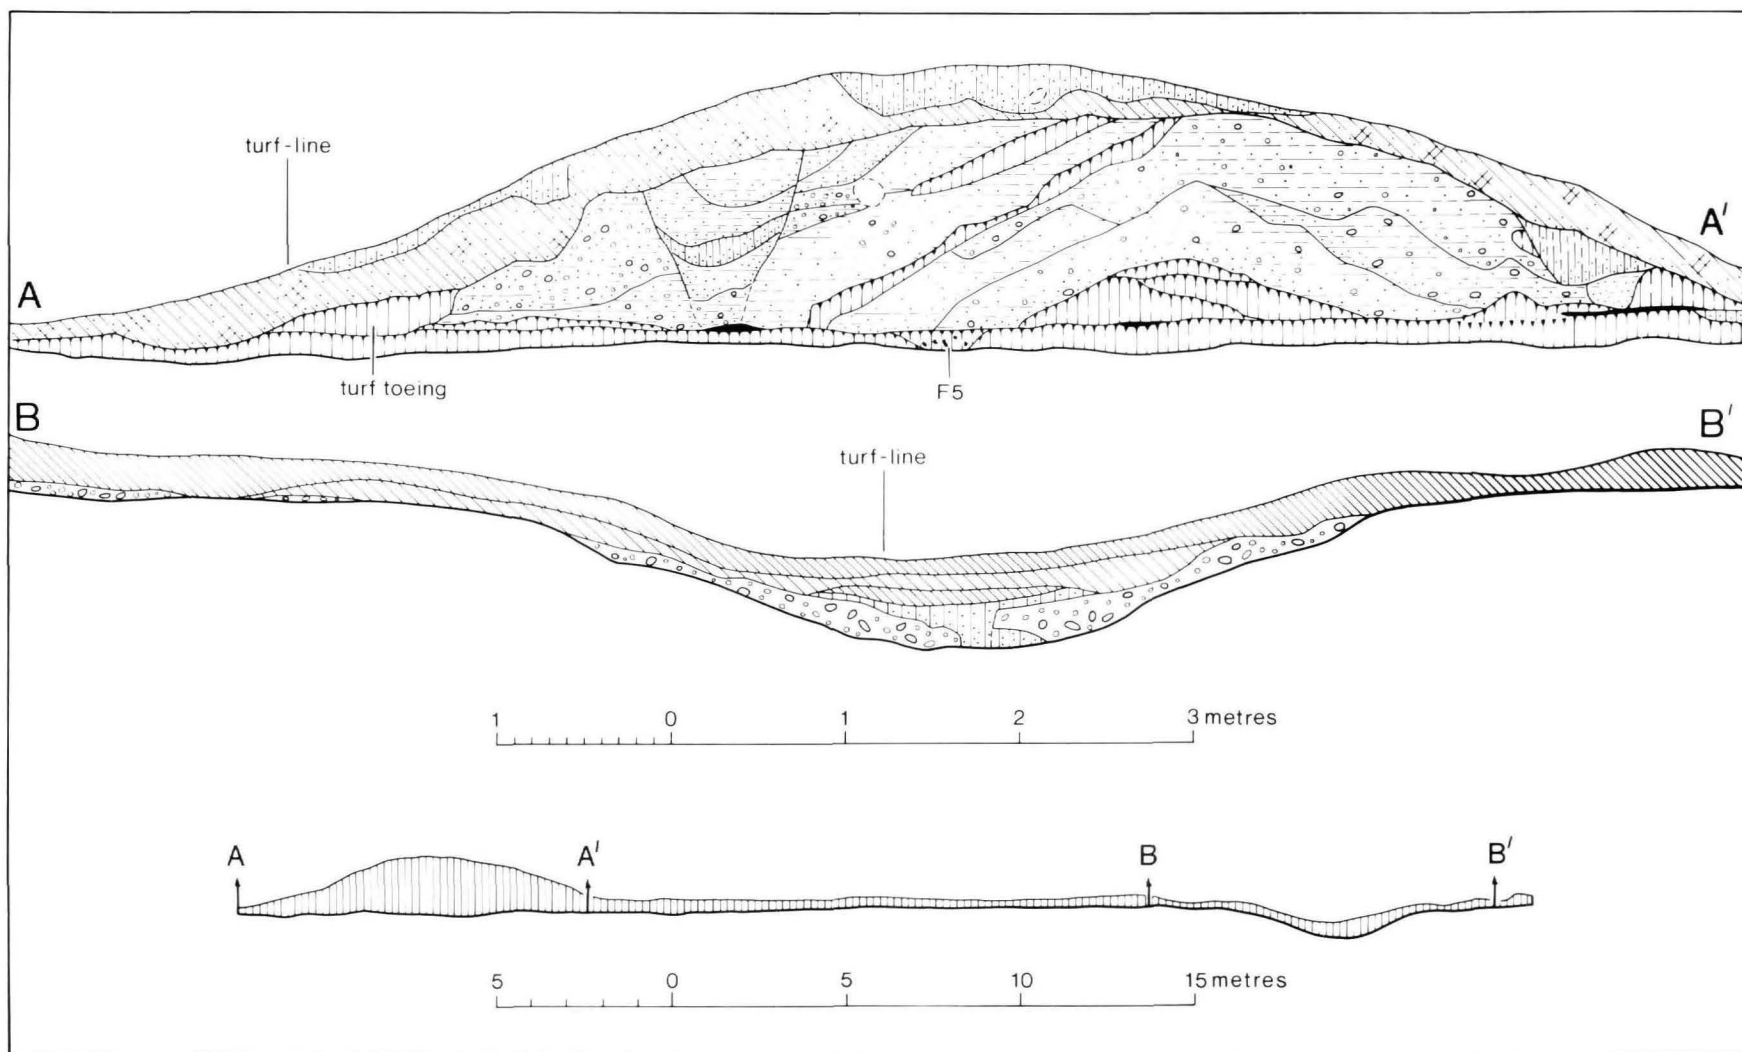 turf-line
A A′
turf toeing
F5
B B′
turf-line
1 0 1 2 3 metres
A A′ B B′
5 0 5 10 15 metres